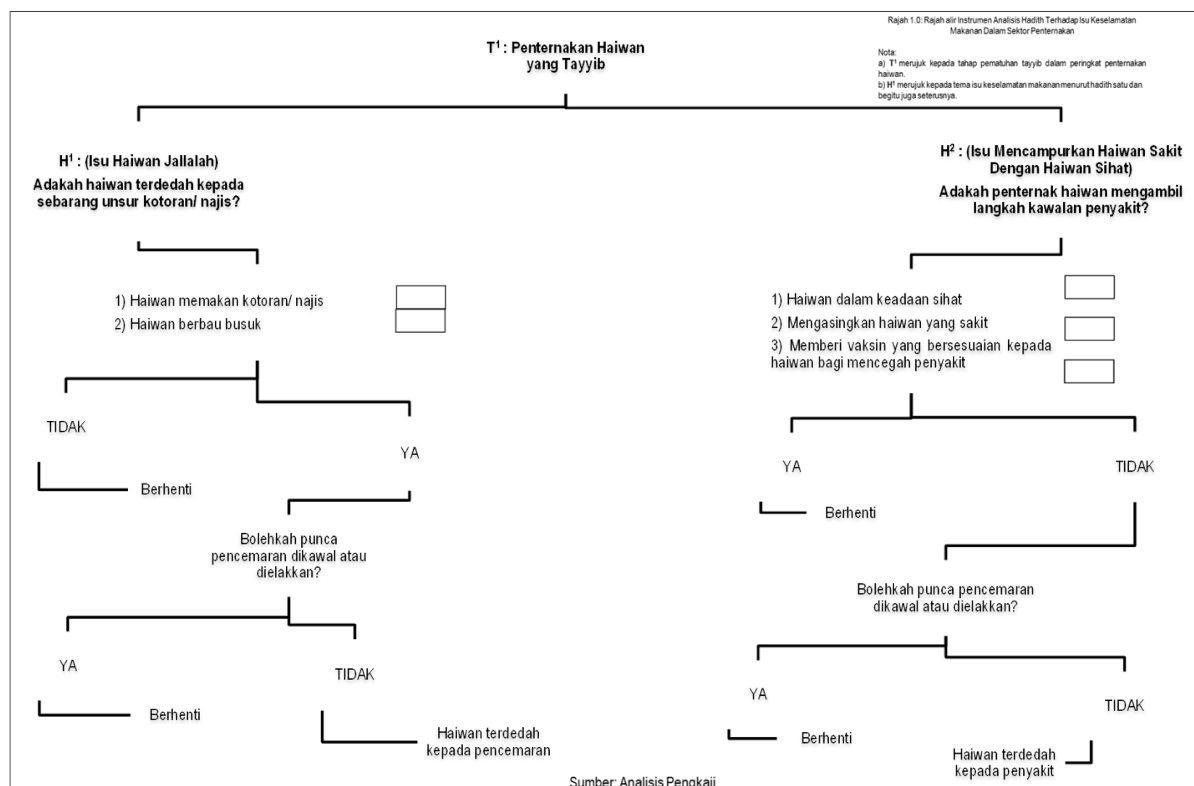 Rajah 1.0: Rajah alir Instrumen Analisis Hadith Terhadap Isu Keselamatan
Makanan Dalam Sektor Penternakan
Nota:
a) T¹ merujuk kepada tahap pematuhan tayyib dalam peringkat penternakan
haiwan.
b) H¹ merujuk kepada tema isu keselamatan makanan menurut hadith satu dan
begitu juga seterusnya.
T¹ : Penternakan Haiwan
yang Tayyib
H¹ : (Isu Haiwan Jallalah)
Adakah haiwan terdedah kepada
sebarang unsur kotoran/ najis?
1) Haiwan memakan kotoran/ najis
2) Haiwan berbau busuk
TIDAK
YA
Berhenti
Bolehkah punca
pencemaran dikawal atau
dielakkan?
YA
TIDAK
Berhenti
Haiwan terdedah
kepada pencemaran
H² : (Isu Mencampurkan Haiwan Sakit
Dengan Haiwan Sihat)
Adakah penternak haiwan mengambil
langkah kawalan penyakit?
1) Haiwan dalam keadaan sihat
2) Mengasingkan haiwan yang sakit
3) Memberi vaksin yang bersesuaian kepada
haiwan bagi mencegah penyakit
YA
TIDAK
Berhenti
Bolehkah punca pencemaran
dikawal atau dielakkan?
YA
TIDAK
Berhenti
Haiwan terdedah
kepada penyakit
Sumber: Analisis Pengkaji